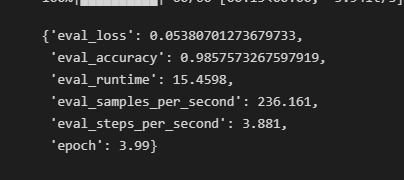 {'eval_loss': 0.05380701273679733,
'eval_accuracy': 0.9857573267597919,
'eval_runtime': 15.4598,
'eval_samples_per_second': 236.161,
'eval_steps_per_second': 3.881,
'epoch': 3.99}